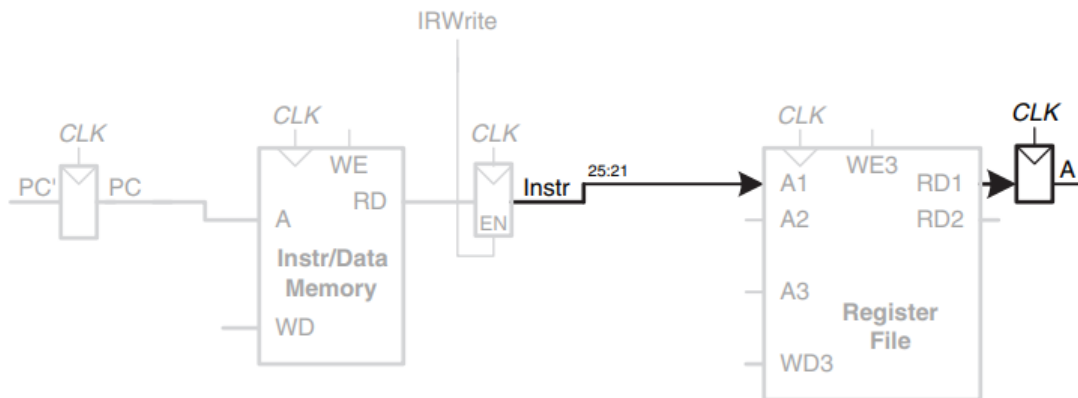 IRWrite
CLK
CLK
CLK
CLK
CLK
PC'
PC
WE
RD
A
EN
Instr/Data
Memory
WD
Instr
25:21
WE3
A1
RD1
A2
RD2
A3
Register
File
WD3
A